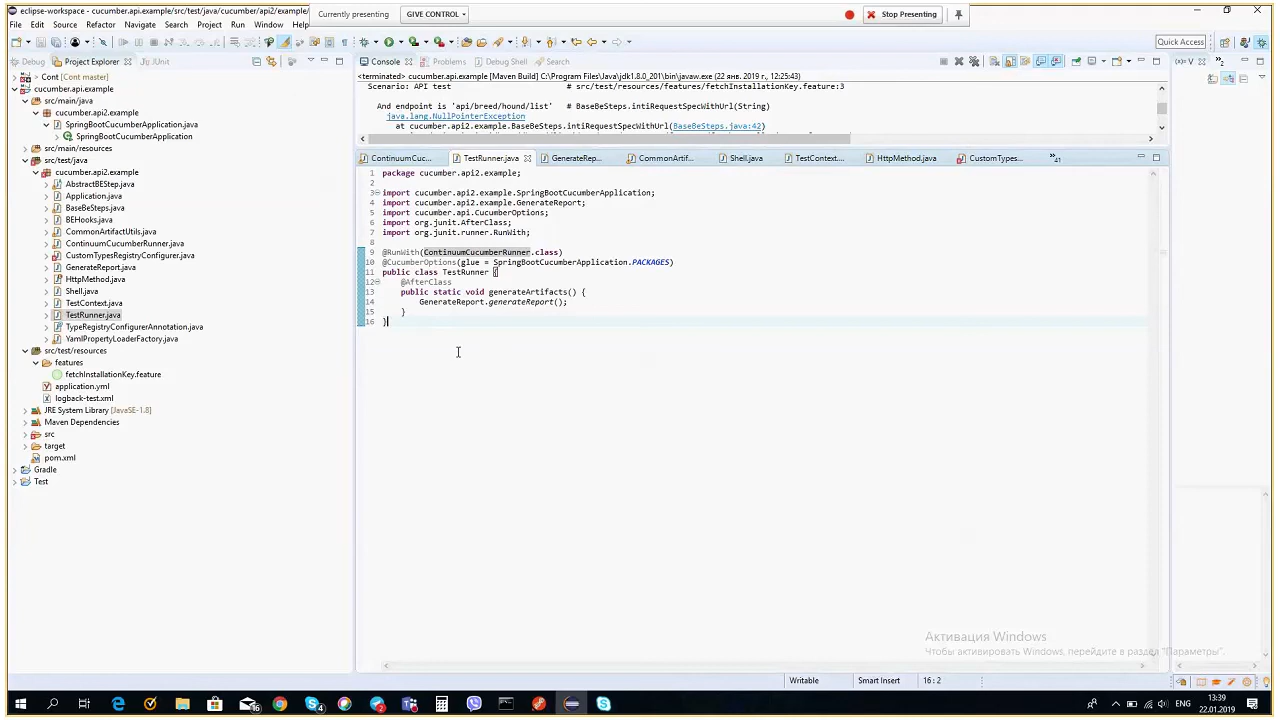 eclipse-workspace - cucumber.api.example/src/test/java/cucumber/api2/example/
Currently presenting
GIVE CONTROL
Stop Presenting
File Edit Source Refactor Navigate Search Project Run Window
Quick Access
Debug Project Explorer JUnit
Console Problems Debug Shell Search
(x)= V
<terminated> cucumber.api.example [Maven Build] C:\Program Files\Java\jdk1.8.0_201\bin\javaw.exe (22 янв. 2019 г., 12:25:43)
Scenario: API test # src/test/resources/features/fetchInstallationKey.feature:3
And endpoint is 'api/breed/hound/list' # BaseBeSteps.intiRequestSpecWithUrl(String)
java.lang.NullPointerException
at cucumber.api2.example.BaseBeSteps.intiRequestSpecWithUrl(BaseBeSteps.java:42)
Cont [Cont master]
cucumber.api.example
src/main/java
cucumber.api2.example
SpringBootCucumberApplication.java
SpringBootCucumberApplication
src/main/resources
src/test/java
cucumber.api2.example
AbstractBEStep.java
Application.java
BaseBeSteps.java
BEHooks.java
CommonArtifactUtils.java
ContinuumCucumberRunner.java
CustomTypesRegistryConfigurer.java
GenerateReport.java
HttpMethod.java
Shell.java
TestContext.java
TestRunner.java
TypeRegistryConfigurerAnnotation.java
YamlPropertyLoaderFactory.java
src/test/resources
features
fetchInstallationKey.feature
application.yml
logback-test.xml
JRE System Library [JavaSE-1.8]
Maven Dependencies
src
target
pom.xml
Gradle
Test
ContinuumCuc... TestRunner.java GenerateRep... CommonArtif... Shell.java TestContext.... HttpMethod.java CustomTypes... »41
1 package cucumber.api2.example;
2
3 import cucumber.api2.example.SpringBootCucumberApplication;
4 import cucumber.api2.example.GenerateReport;
5 import cucumber.api.CucumberOptions;
6 import org.junit.AfterClass;
7 import org.junit.runner.RunWith;
8
9 @RunWith(ContinuumCucumberRunner.class)
10 @CucumberOptions(glue = SpringBootCucumberApplication.PACKAGES)
11 public class TestRunner {
12 @AfterClass
13 public static void generateArtifacts() {
14 GenerateReport.generateReport();
15 }
16 }
Активация Windows
Чтобы активировать Windows, перейдите в раздел "Параметры".
Writable Smart Insert 16 : 2
16 4 2
ENG
13:39
22.01.2019